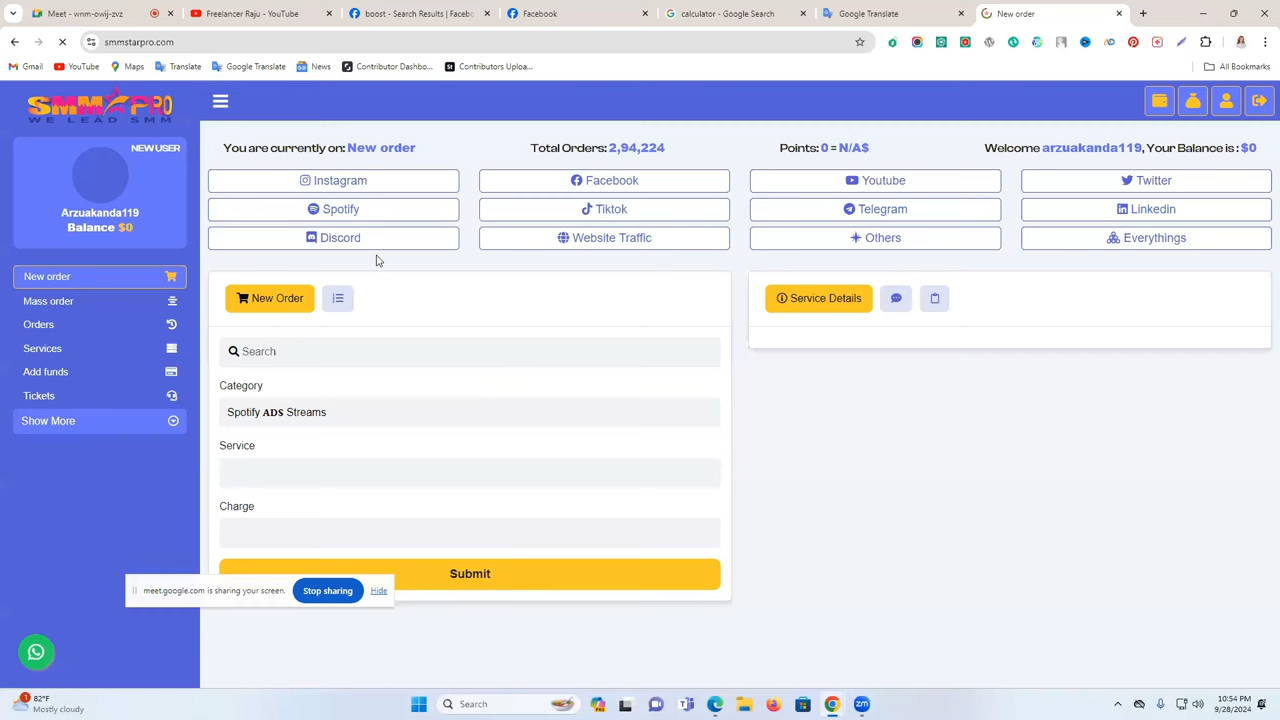 Meet - wnm-owij-zvz
Freelancer Raju - YouTube
boost - Search Results | Facebo
Facebook
calculator - Google Search
Google Translate
New order
smmstarpro.com
Gmail
YouTube
Maps
Translate
Google Translate
News
Contributor Dashbo...
Contributors Uploa...
All Bookmarks
SMM PRO
WE LEAD SMM
NEW USER
Arzuakanda119
Balance $0
New order
Mass order
Orders
Services
Add funds
Tickets
Show More
You are currently on: New order
Total Orders: 2,94,224
Points: 0 = N/A$
Welcome arzuakanda119, Your Balance is : $0
Instagram
Facebook
Youtube
Twitter
Spotify
Tiktok
Telegram
Linkedin
Discord
Website Traffic
Others
Everythings
New Order
Service Details
Search
Category
Spotify ADS Streams
Service
Charge
Submit
meet.google.com is sharing your screen.
Stop sharing
Hide
1
82°F
Mostly cloudy
Search
10:54 PM
9/28/2024